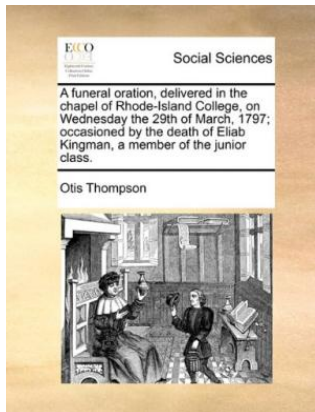 ECCO
Social Sciences
A funeral oration, delivered in the
chapel of Rhode-Island College, on
Wednesday the 29th of March, 1797;
occasioned by the death of Eliab
Kingman, a member of the junior
class.
Otis Thompson